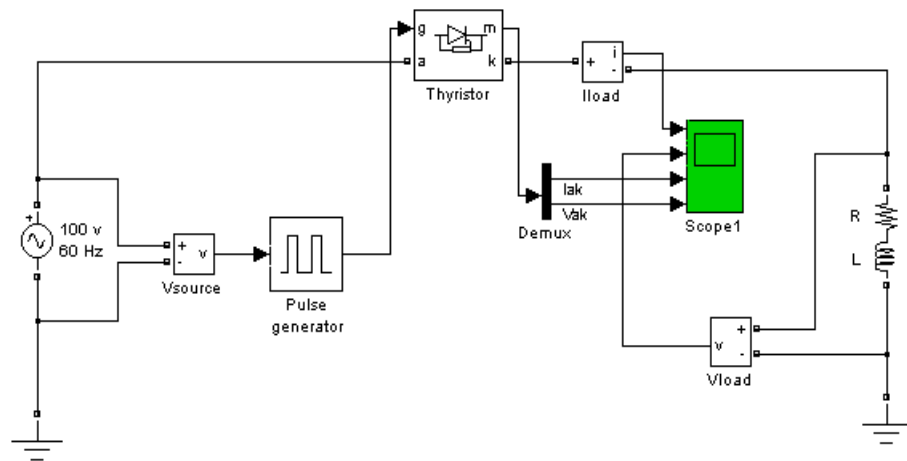 g
m
a
k
Thyristor
+
i
-
Iload
Iak
Vak
Demux
Scope1
+
100 v
60 Hz
+
-
v
Vsource
Pulse
generator
R
L
v
+
-
Vload